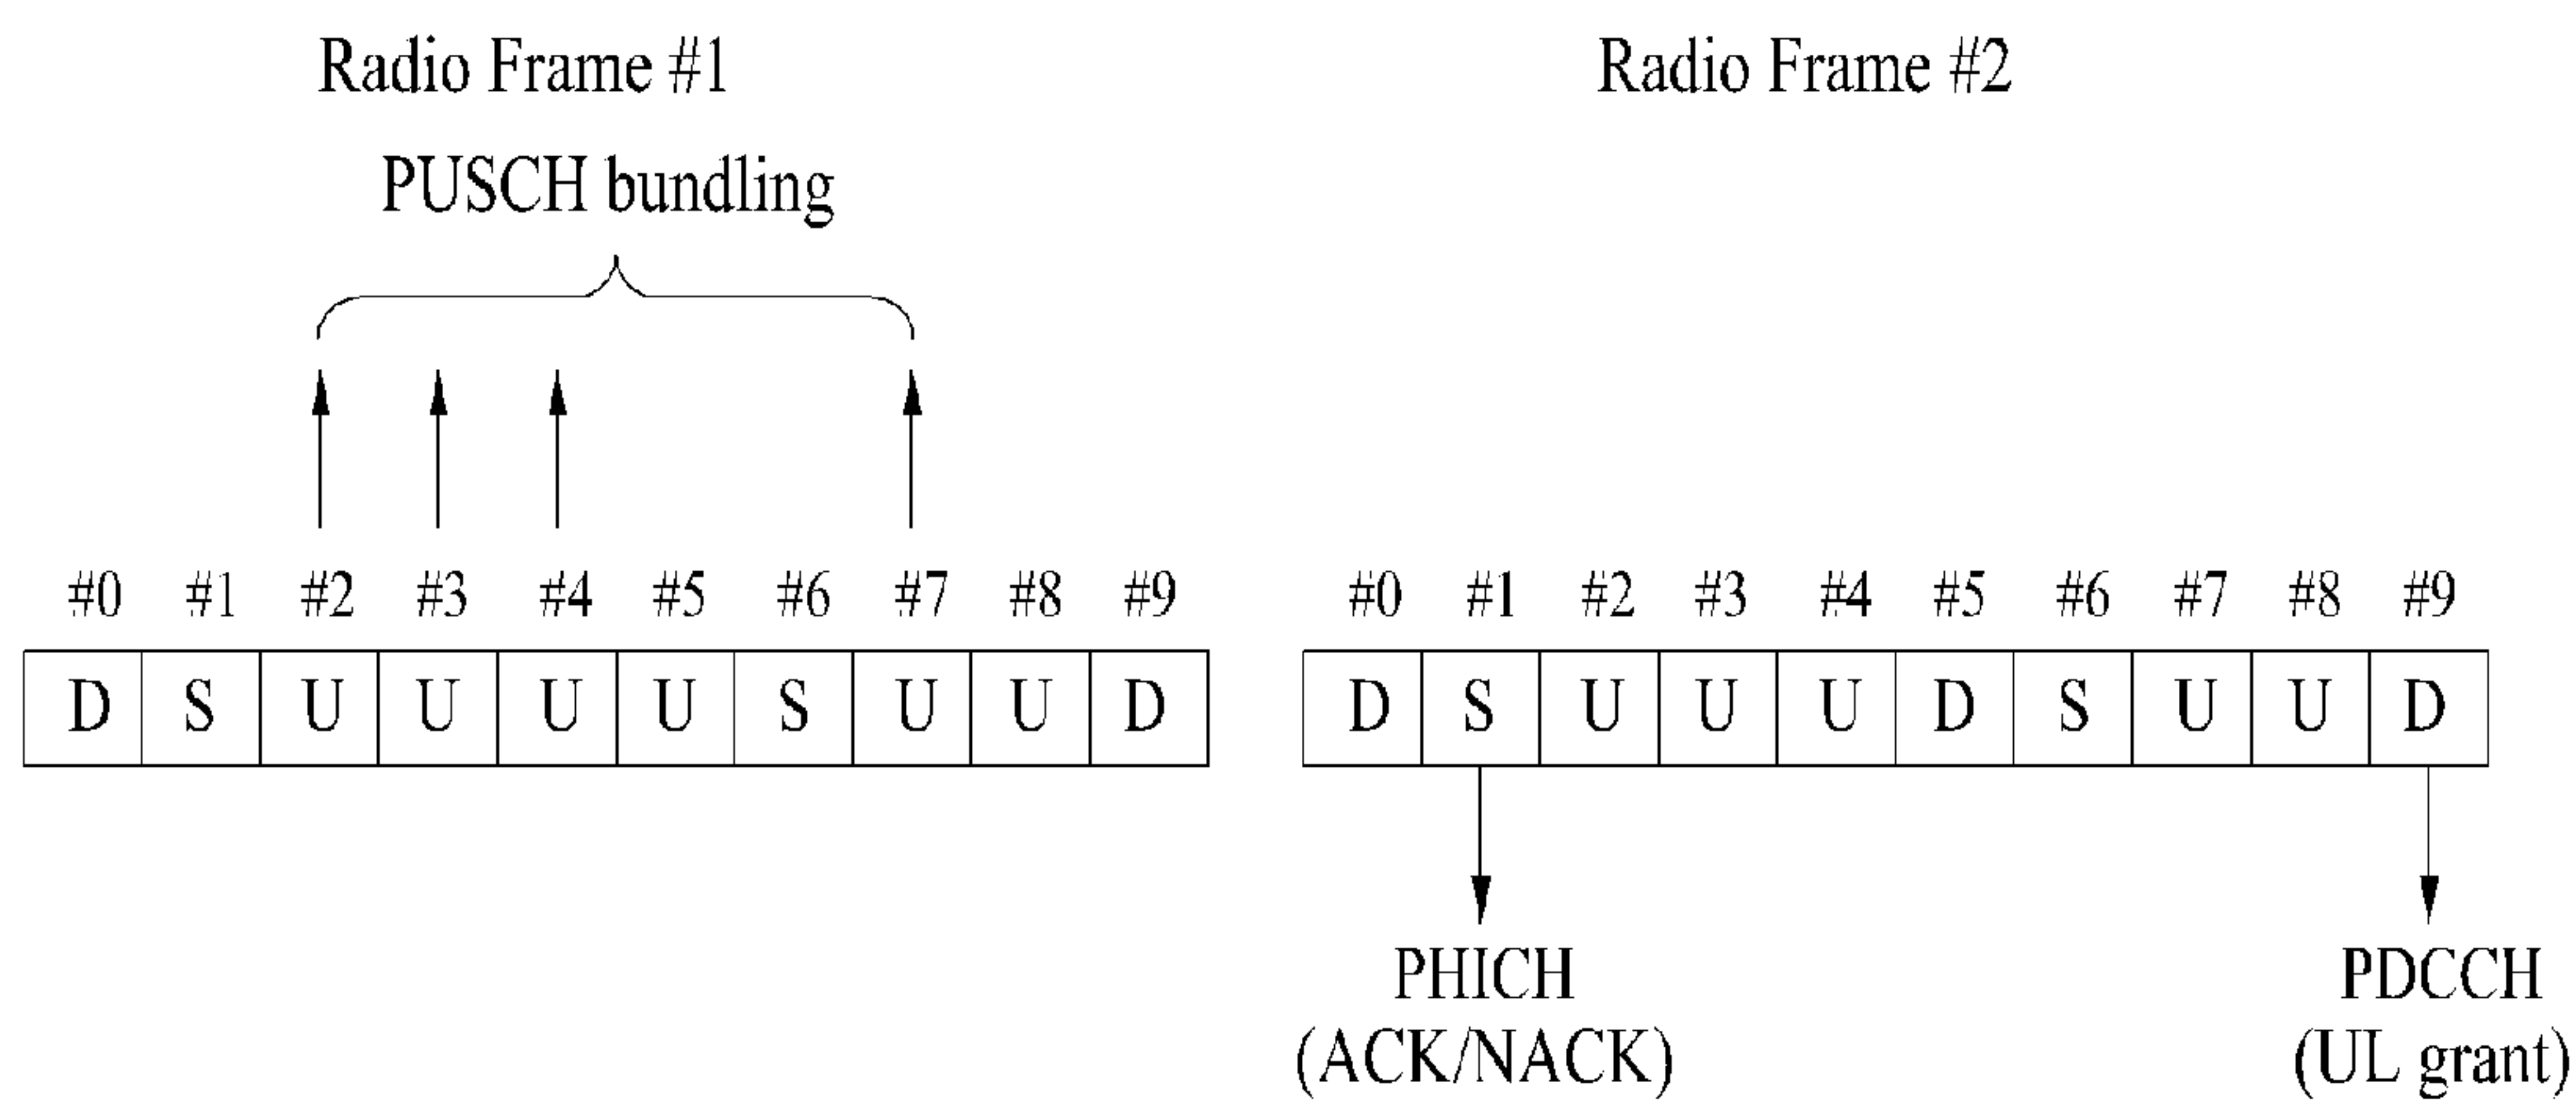 Radio Frame #1
Radio Frame #2
PUSCH bundling
#0 #1 #2 #3 #4 #5 #6 #7 #8 #9
#0 #1 #2 #3 #4 #5 #6 #7 #8 #9
D S U U U U S U U D
D S U U U D S U U D
PHICH
(ACK/NACK)
PDCCH
(UL grant)